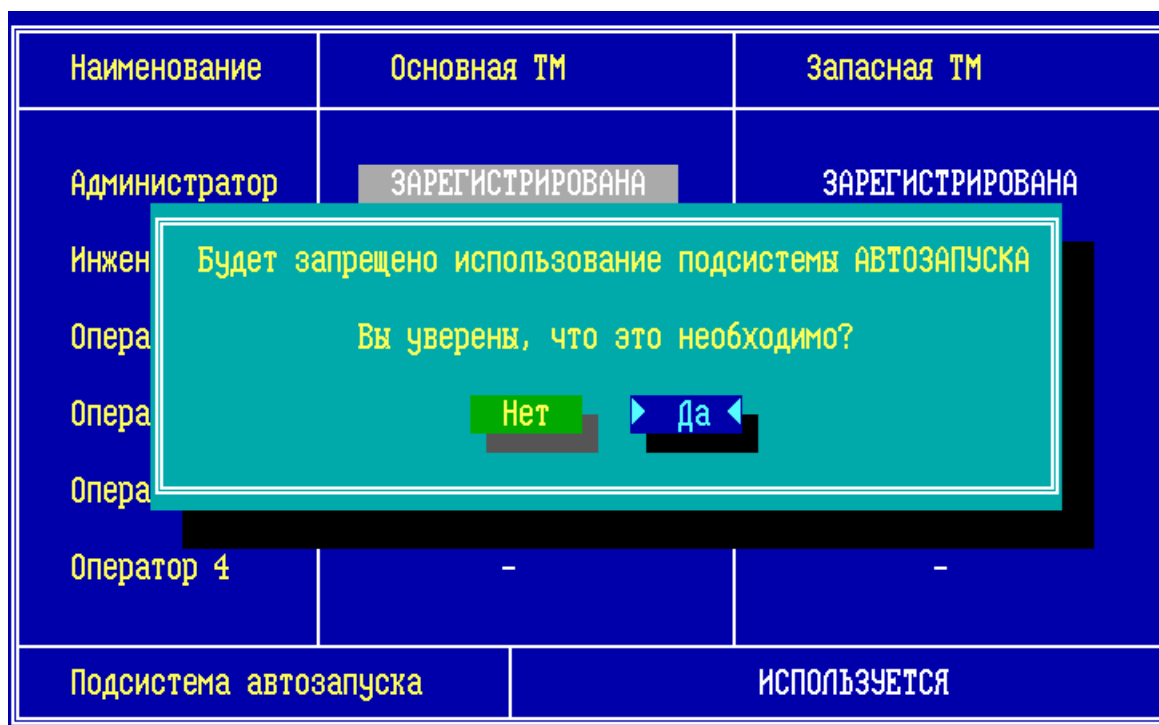 Наименование Основная ТМ Запасная ТМ
Администратор ЗАРЕГИСТРИРОВАНА ЗАРЕГИСТРИРОВАНА
Инжен
Будет запрещено использование подсистемы АВТОЗАПУСКА
Опера
Вы уверены, что это необходимо?
Опера
Нет Да
Опера
Оператор 4 - -
Подсистема автозапуска ИСПОЛЬЗУЕТСЯ